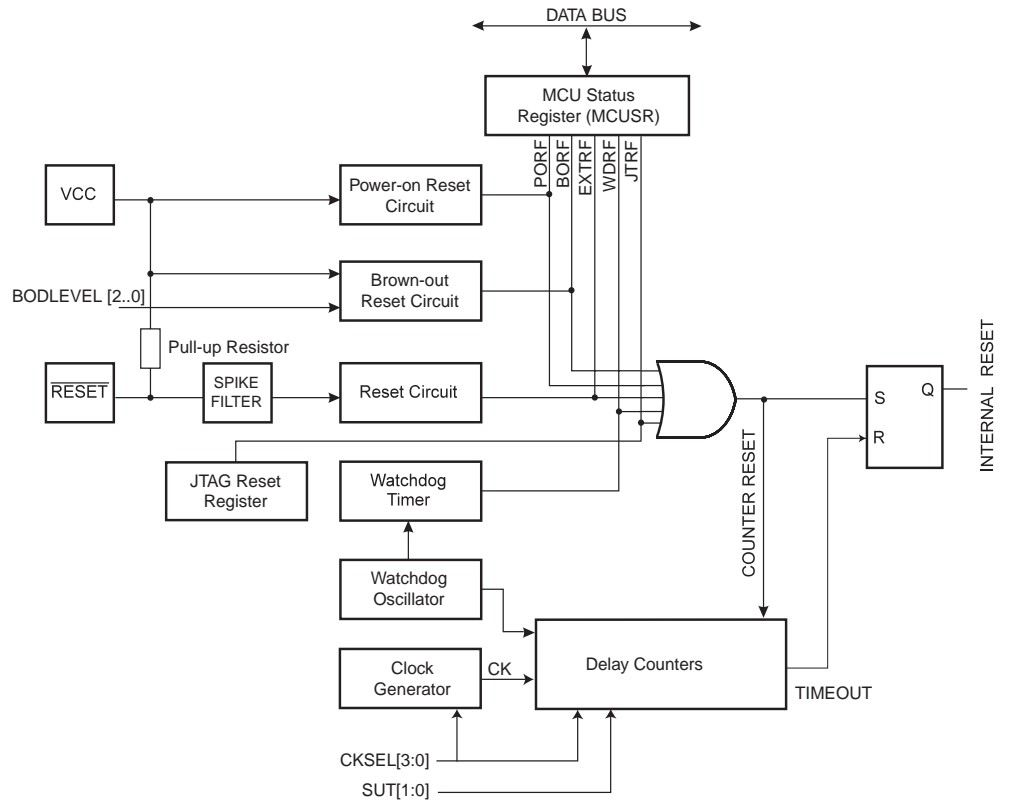 DATA BUS
MCU Status
Register (MCUSR)
PORF
BORF
EXTRF
WDRF
JTRF
VCC
Power-on Reset
Circuit
Brown-out
Reset Circuit
BODLEVEL [2..0]
Pull-up Resistor
RESET
SPIKE
FILTER
Reset Circuit
JTAG Reset
Register
Watchdog
Timer
Watchdog
Oscillator
Clock
Generator
CK
CKSEL[3:0]
SUT[1:0]
Delay Counters
COUNTER RESET
TIMEOUT
S
R
Q
INTERNAL RESET